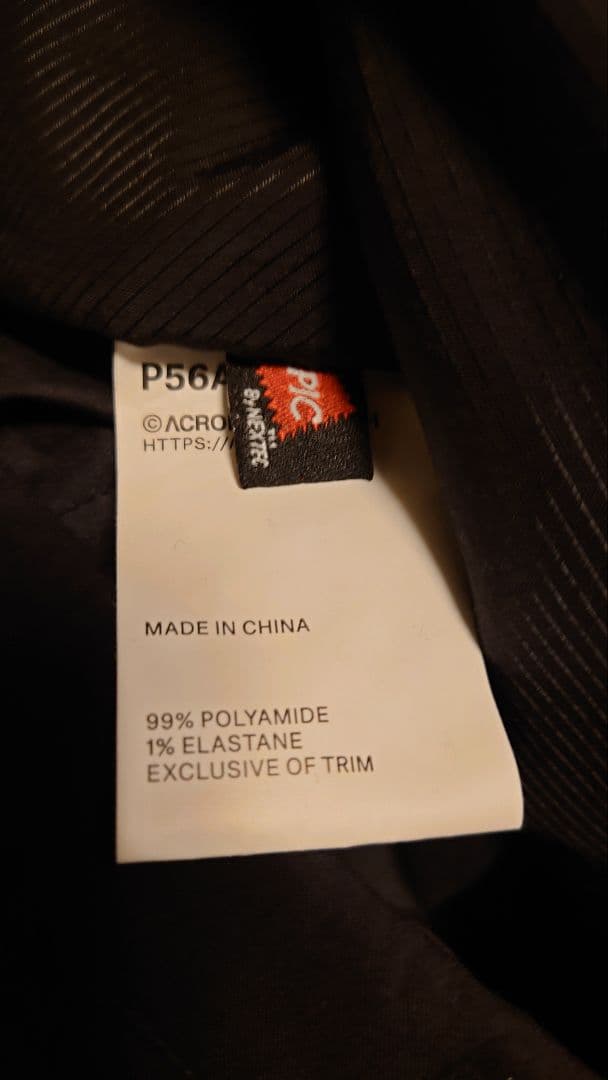 P56A
©ACRO
HTTPS://
PIC
By NEXTEC
MADE IN CHINA
99% POLYAMIDE
1% ELASTANE
EXCLUSIVE OF TRIM